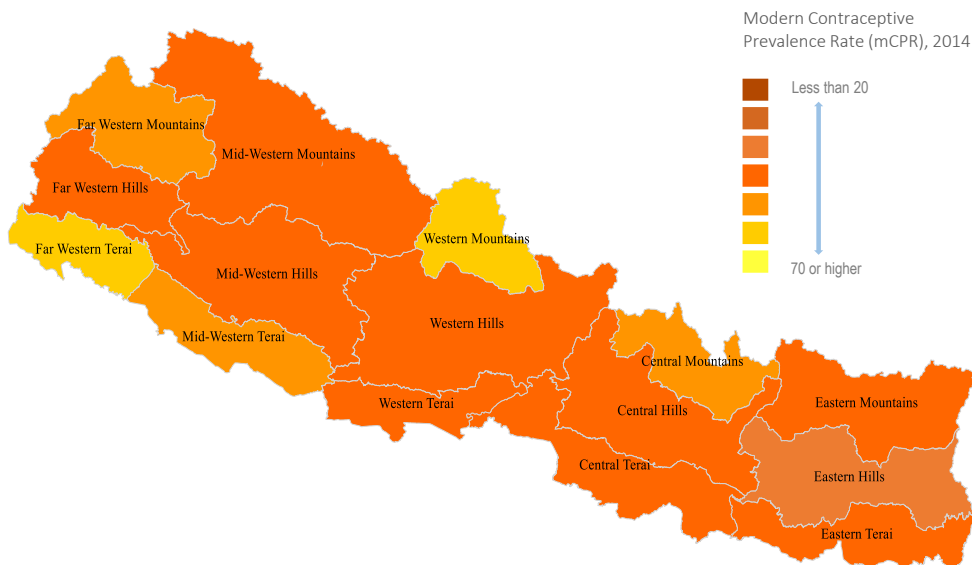 Modern Contraceptive
Prevalence Rate (mCPR), 2014
Less than 20
70 or higher
Far Western Mountains
Mid-Western Mountains
Far Western Hills
Western Mountains
Far Western Terai
Mid-Western Hills
Western Hills
Mid-Western Terai
Central Mountains
Western Terai
Eastern Mountains
Central Hills
Central Terai
Eastern Hills
Eastern Terai